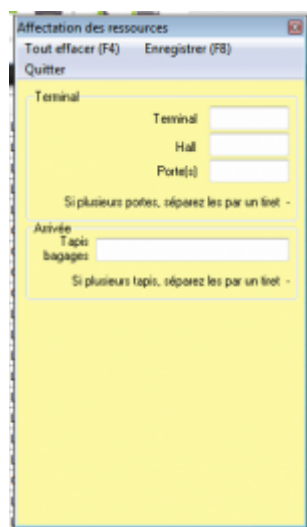 Affectation des ressources
Tout effacer (F4) Enregistrer (F8)
Quitter
Terminal
Terminal
Hall
Porte(s)
Si plusieurs portes, séparez les par un tiret -
Arrivée
Tapis
bagages
Si plusieurs tapis, séparez les par un tiret -